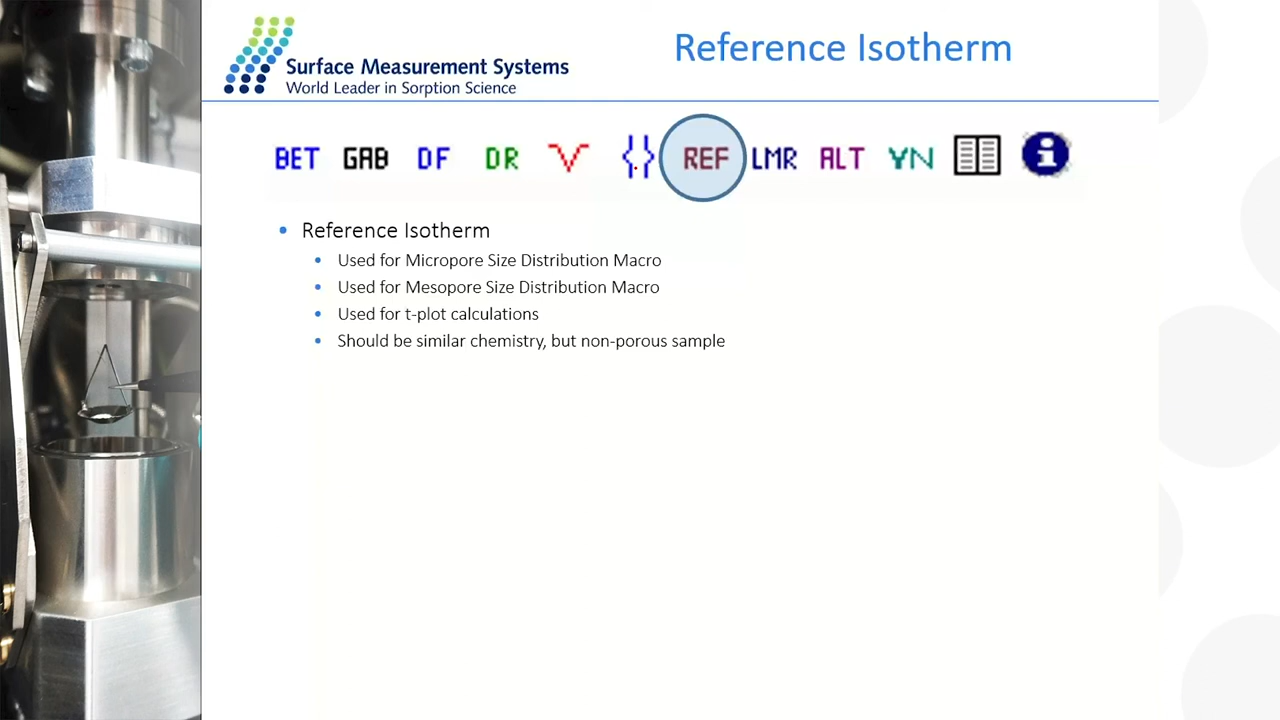 Surface Measurement Systems
World Leader in Sorption Science
Reference Isotherm
BET GAB DF DR REF LMR ALT YN i
Reference Isotherm
Used for Micropore Size Distribution Macro
Used for Mesopore Size Distribution Macro
Used for t-plot calculations
Should be similar chemistry, but non-porous sample